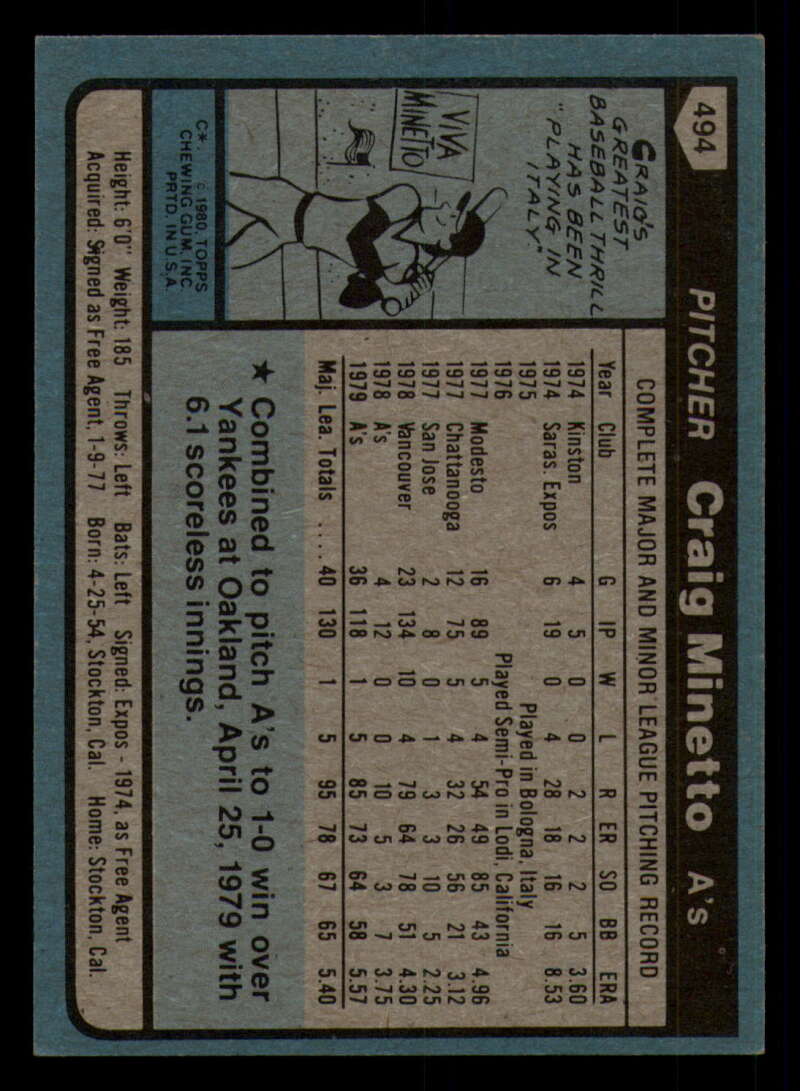 494
PITCHER Craig Minetto A's
CRAIG'S
GREATEST
BASEBALL THRILL
HAS BEEN
"PLAYING IN
ITALY."
VIVA
MINETTO
C*. © 1980 TOPPS
CHEWING GUM, INC.
PRTD. IN U.S.A.
COMPLETE MAJOR AND MINOR LEAGUE PITCHING RECORD
Year Club G IP W L R ER SO BB ERA
1974 Kinston 4 5 0 0 2 2 2 5 3.60
1974 Saras. Expos 6 19 0 4 28 18 16 16 8.53
1975 Played in Bologna, Italy
1976 Played Semi-Pro in Lodi, California
1977 Modesto 16 89 5 4 54 49 85 43 4.96
1977 Chattanooga 12 75 5 4 32 26 56 21 3.12
1977 San Jose 2 8 0 1 3 3 10 5 2.25
1978 Vancouver 23 134 10 4 79 64 78 51 4.30
1978 A's 4 12 0 0 10 5 3 7 3.75
1979 A's 36 118 1 5 85 73 64 58 5.57
Maj. Lea. Totals .... 40 130 1 5 95 78 67 65 5.40
★ Combined to pitch A's to 1-0 win over
Yankees at Oakland, April 25, 1979 with
6.1 scoreless innings.
Height: 6'0" Weight: 185 Throws: Left Bats: Left Signed: Expos - 1974, as Free Agent
Acquired: Signed as Free Agent, 1-9-77 Born: 4-25-54, Stockton, Cal. Home: Stockton, Cal.